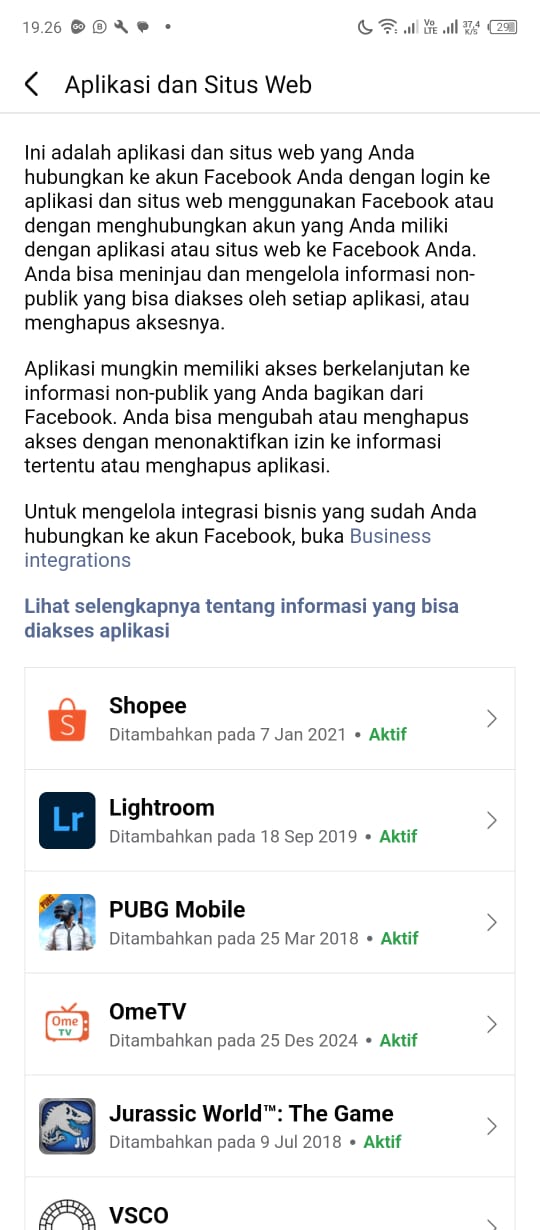 19.26
GO
B
Vo
LTE
37,4
K/S
29
Aplikasi dan Situs Web
Ini adalah aplikasi dan situs web yang Anda
hubungkan ke akun Facebook Anda dengan login ke
aplikasi dan situs web menggunakan Facebook atau
dengan menghubungkan akun yang Anda miliki
dengan aplikasi atau situs web ke Facebook Anda.
Anda bisa meninjau dan mengelola informasi non-
publik yang bisa diakses oleh setiap aplikasi, atau
menghapus aksesnya.
Aplikasi mungkin memiliki akses berkelanjutan ke
informasi non-publik yang Anda bagikan dari
Facebook. Anda bisa mengubah atau menghapus
akses dengan menonaktifkan izin ke informasi
tertentu atau menghapus aplikasi.
Untuk mengelola integrasi bisnis yang sudah Anda
hubungkan ke akun Facebook, buka Business
integrations
Lihat selengkapnya tentang informasi yang bisa
diakses aplikasi
S
Shopee
Ditambahkan pada 7 Jan 2021 • Aktif
Lr
Lightroom
Ditambahkan pada 18 Sep 2019 • Aktif
PUBG
PUBG Mobile
Ditambahkan pada 25 Mar 2018 • Aktif
Ome
TV
OmeTV
Ditambahkan pada 25 Des 2024 • Aktif
JW
Jurassic World™: The Game
Ditambahkan pada 9 Jul 2018 • Aktif
VSCO